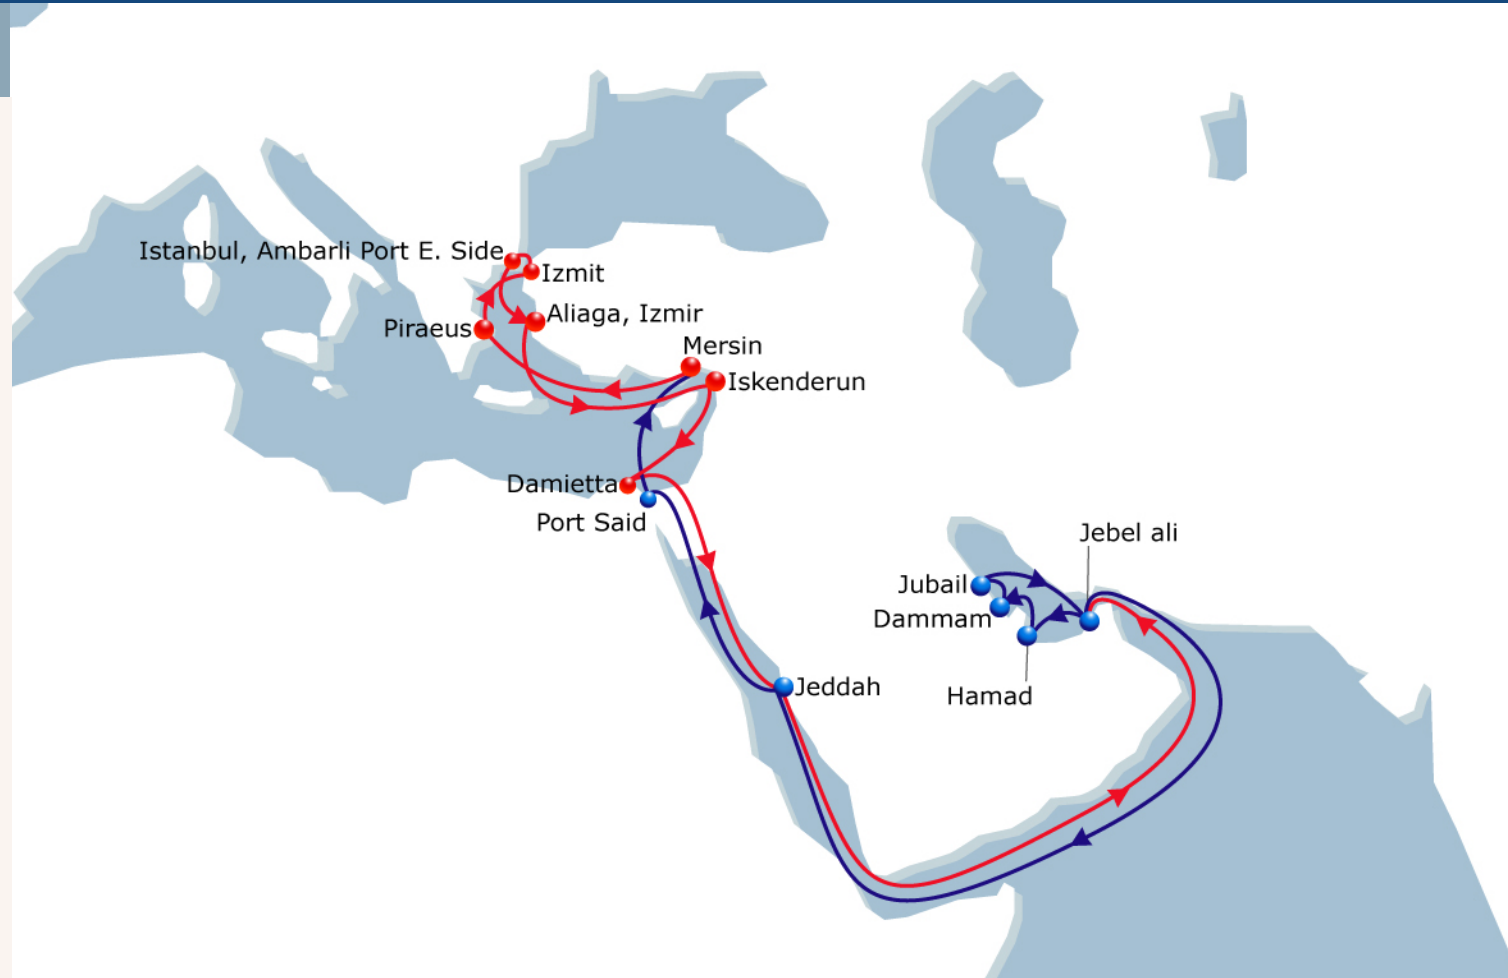 Istanbul, Ambarli Port E. Side
Izmit
Aliaga, Izmir
Piraeus
Mersin
Iskenderun
Damietta
Port Said
Jebel ali
Jubail
Dammam
Jeddah
Hamad